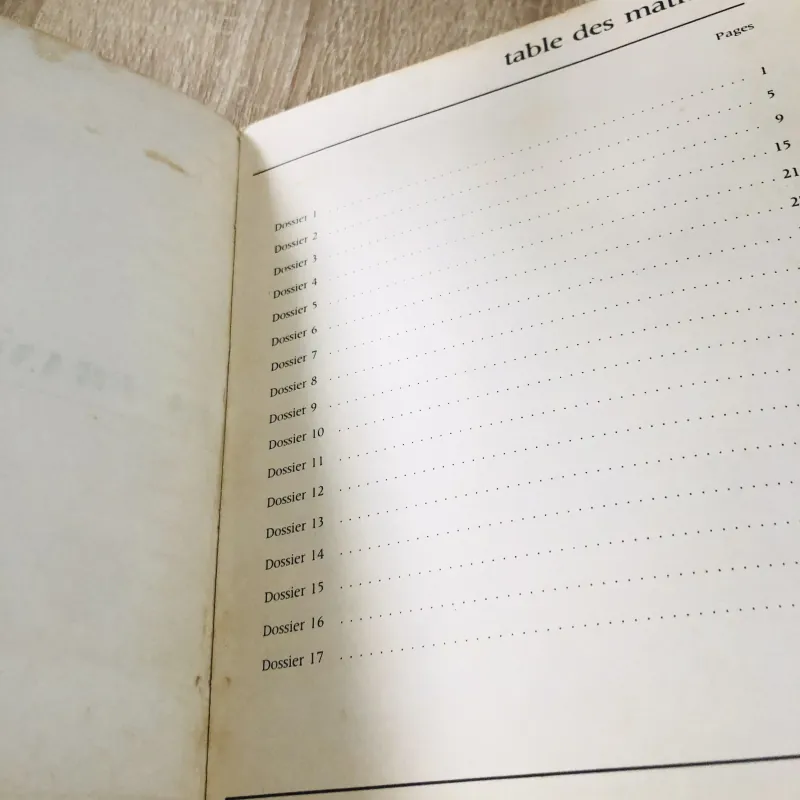 table des
Pages
Dossier 1 . . . . . . . . . . 1
Dossier 2 . . . . . . . . . . 5
Dossier 3 . . . . . . . . . . 9
Dossier 4 . . . . . . . . . . 15
Dossier 5 . . . . . . . . . . 21
Dossier 6 . . . . . . . . . .
Dossier 7 . . . . . . . . . .
Dossier 8 . . . . . . . . . .
Dossier 9 . . . . . . . . . .
Dossier 10 . . . . . . . . . .
Dossier 11 . . . . . . . . . .
Dossier 12 . . . . . . . . . .
Dossier 13 . . . . . . . . . .
Dossier 14 . . . . . . . . . .
Dossier 15 . . . . . . . . . .
Dossier 16 . . . . . . . . . .
Dossier 17 . . . . . . . . . .